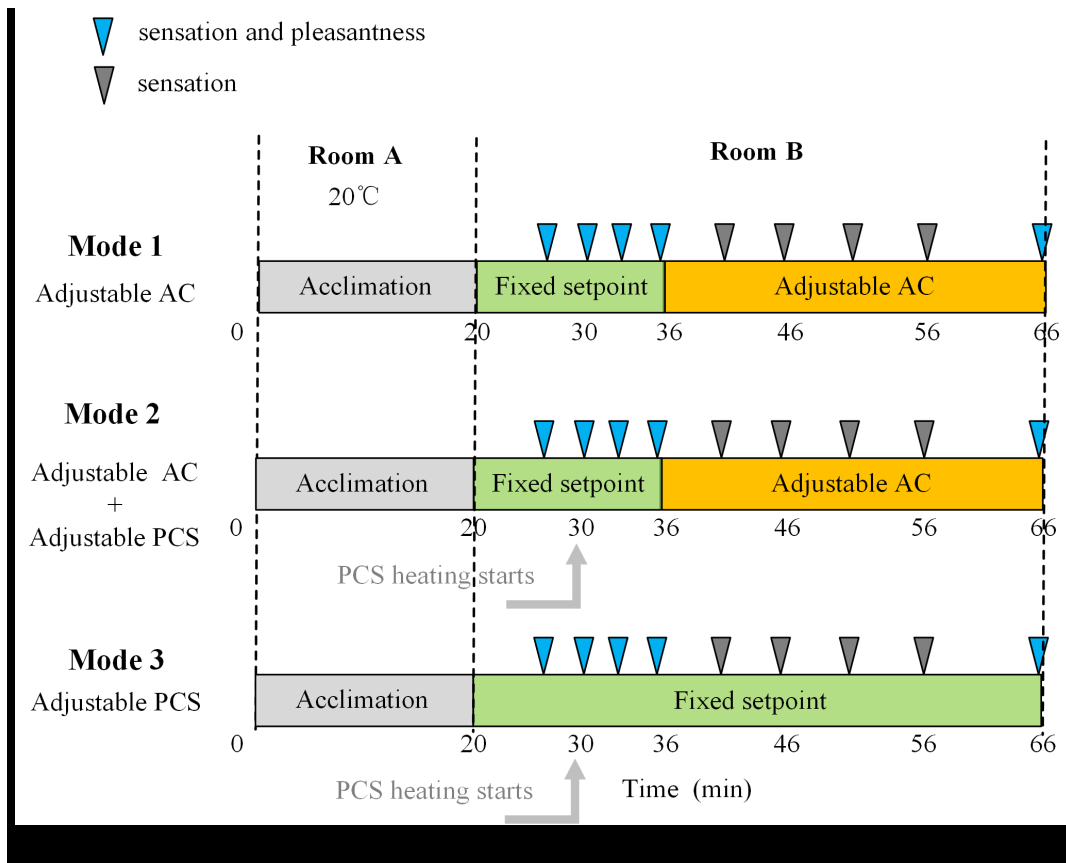 sensation and pleasantness
sensation
Room A
20℃
Room B
Mode 1
Adjustable AC
Acclimation
Fixed setpoint
Adjustable AC
0 20 30 36 46 56 66
Mode 2
Adjustable AC
+
Adjustable PCS
Acclimation
Fixed setpoint
Adjustable AC
0 20 30 36 46 56 66
PCS heating starts
Mode 3
Adjustable PCS
Acclimation
Fixed setpoint
0 20 30 36 46 56 66
PCS heating starts
Time (min)